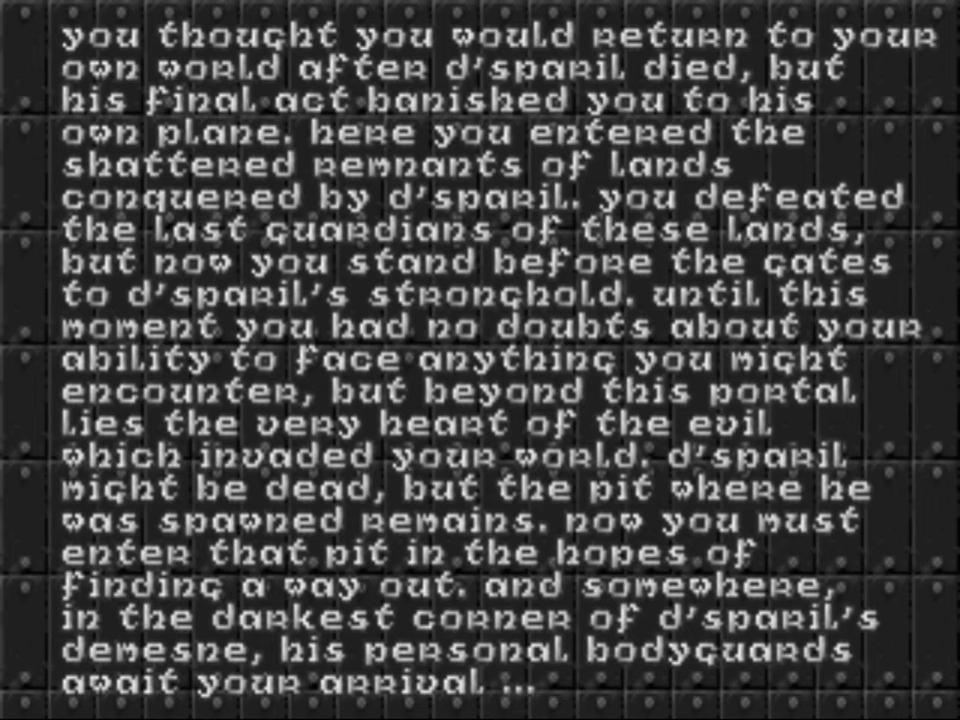 you thought you would return to your
own world after d'sparil died, but
his final act banished you to his
own plane. here you entered the
shattered remnants of lands
conquered by d'sparil. you defeated
the last guardians of these lands,
but now you stand before the gates
to d'sparil's stronghold. until this
moment you had no doubts about your
ability to face anything you might
encounter, but beyond this portal
lies the very heart of the evil
which invaded your world. d'sparil
might be dead, but the pit where he
was spawned remains. now you must
enter that pit in the hopes of
finding a way out. and somewhere,
in the darkest corner of d'sparil's
demesne, his personal bodyguards
await your arrival ...